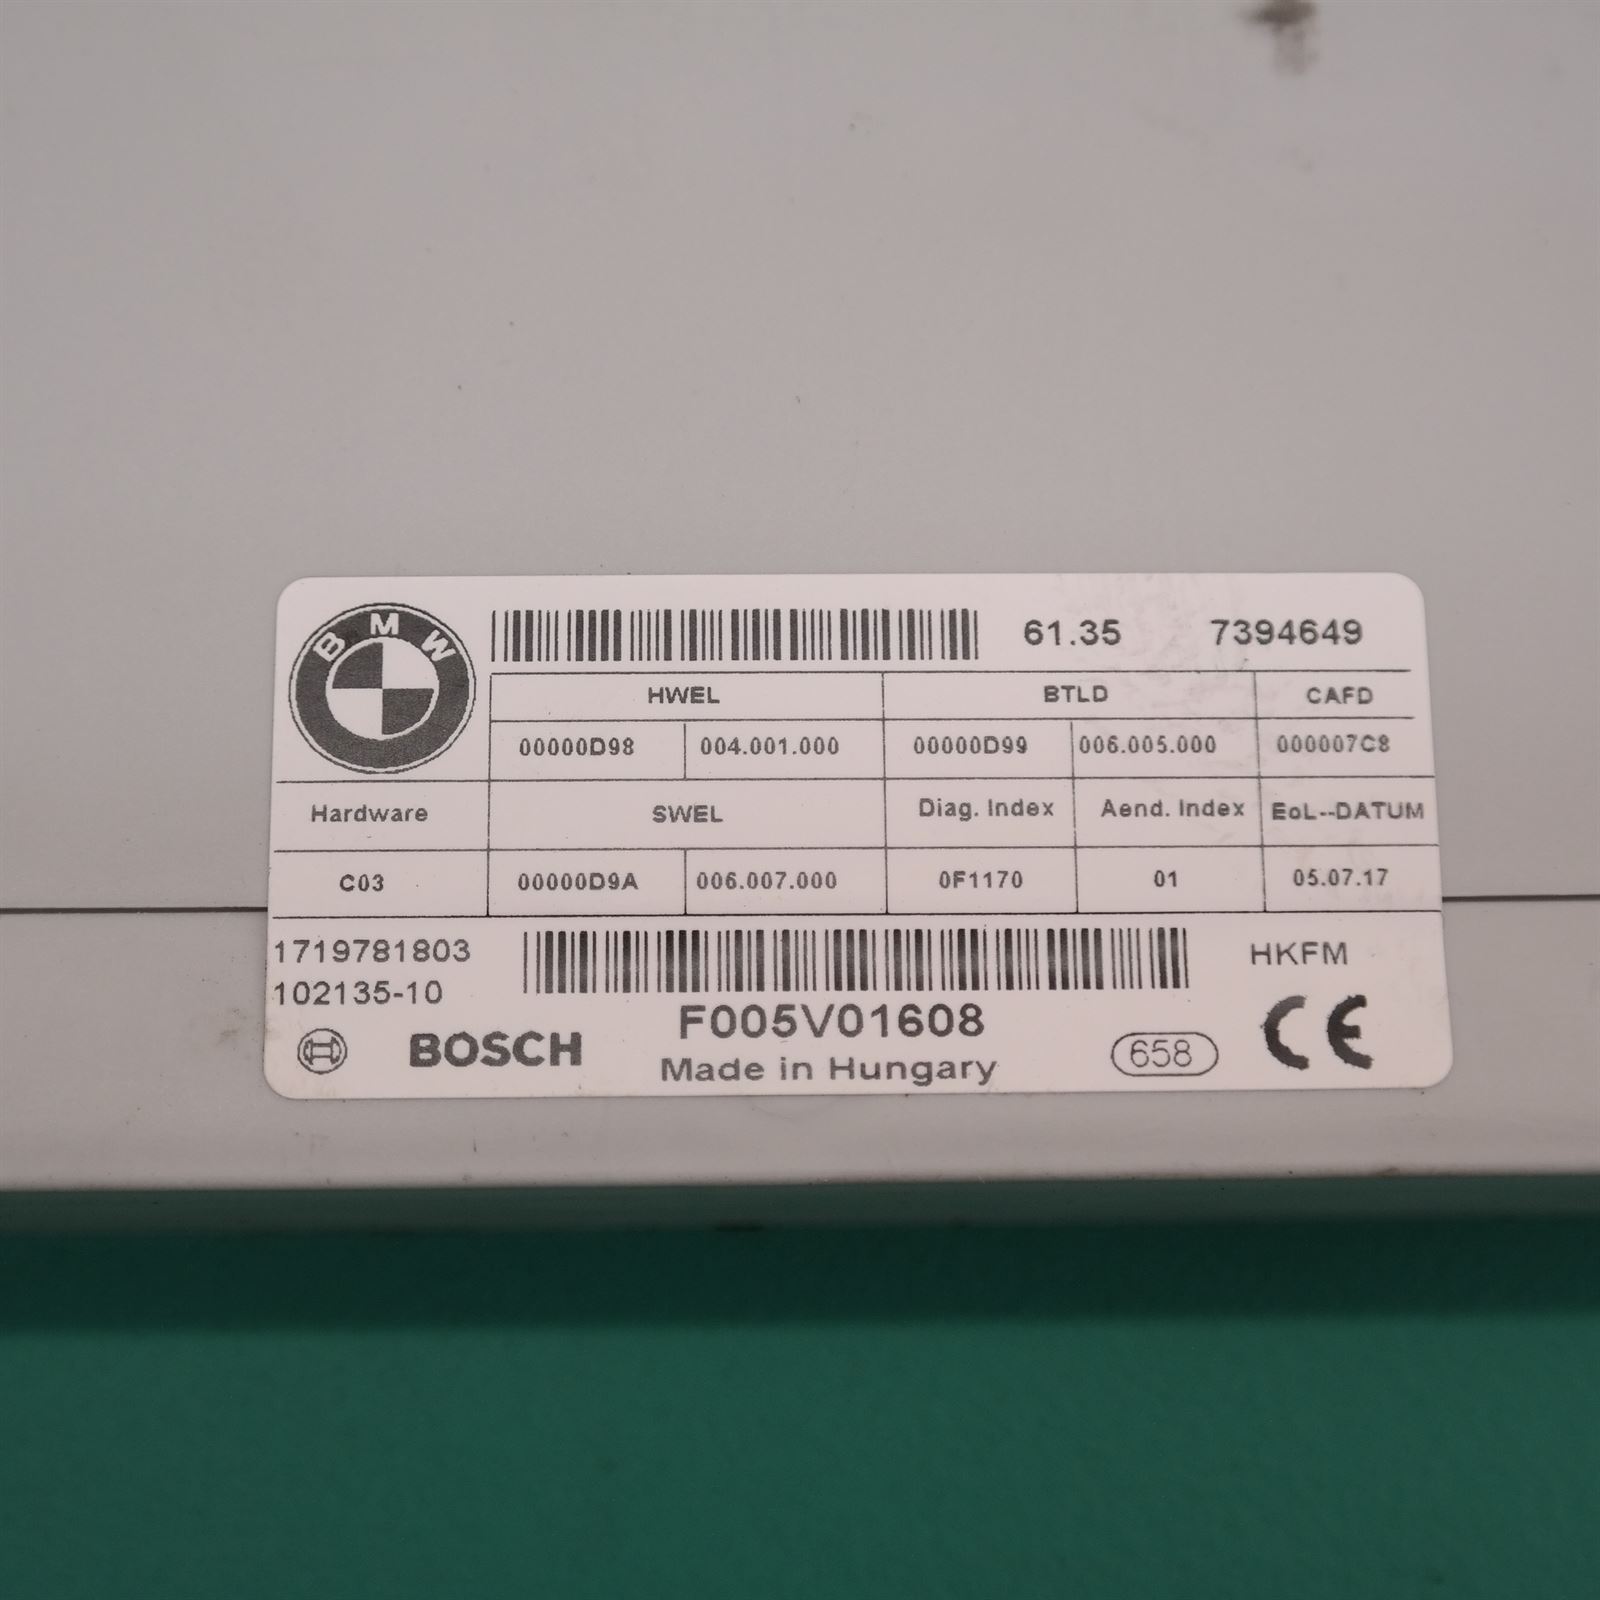 BMW
61.35 7394649
HWEL BTLD CAFD
00000D98 004.001.000 00000D99 006.005.000 000007C8
Hardware SWEL Diag. Index Aend. Index EoL--DATUM
C03 00000D9A 006.007.000 0F1170 01 05.07.17
1719781803 HKFM
102135-10
F005V01608
BOSCH Made in Hungary 658 CE